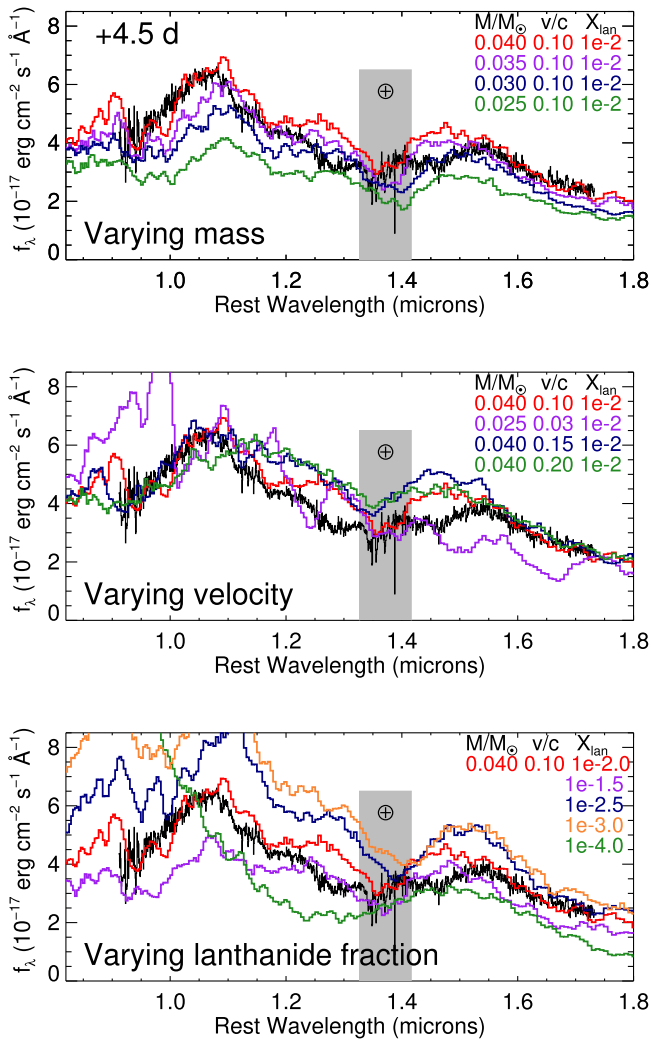 +4.5 d
M/M⊙ v/c Xlan
0.040 0.10 1e-2
0.035 0.10 1e-2
0.030 0.10 1e-2
0.025 0.10 1e-2
⊕
fλ (10−17 erg cm−2 s−1 Å−1)
8
6
4
2
0
Varying mass
1.0 1.2 1.4 1.6 1.8
Rest Wavelength (microns)
M/M⊙ v/c Xlan
0.040 0.10 1e-2
0.025 0.03 1e-2
0.040 0.15 1e-2
0.040 0.20 1e-2
⊕
fλ (10−17 erg cm−2 s−1 Å−1)
8
6
4
2
0
Varying velocity
1.0 1.2 1.4 1.6 1.8
Rest Wavelength (microns)
M/M⊙ v/c Xlan
0.040 0.10 1e-2.0
1e-1.5
1e-2.5
1e-3.0
1e-4.0
⊕
fλ (10−17 erg cm−2 s−1 Å−1)
8
6
4
2
0
Varying lanthanide fraction
1.0 1.2 1.4 1.6 1.8
Rest Wavelength (microns)